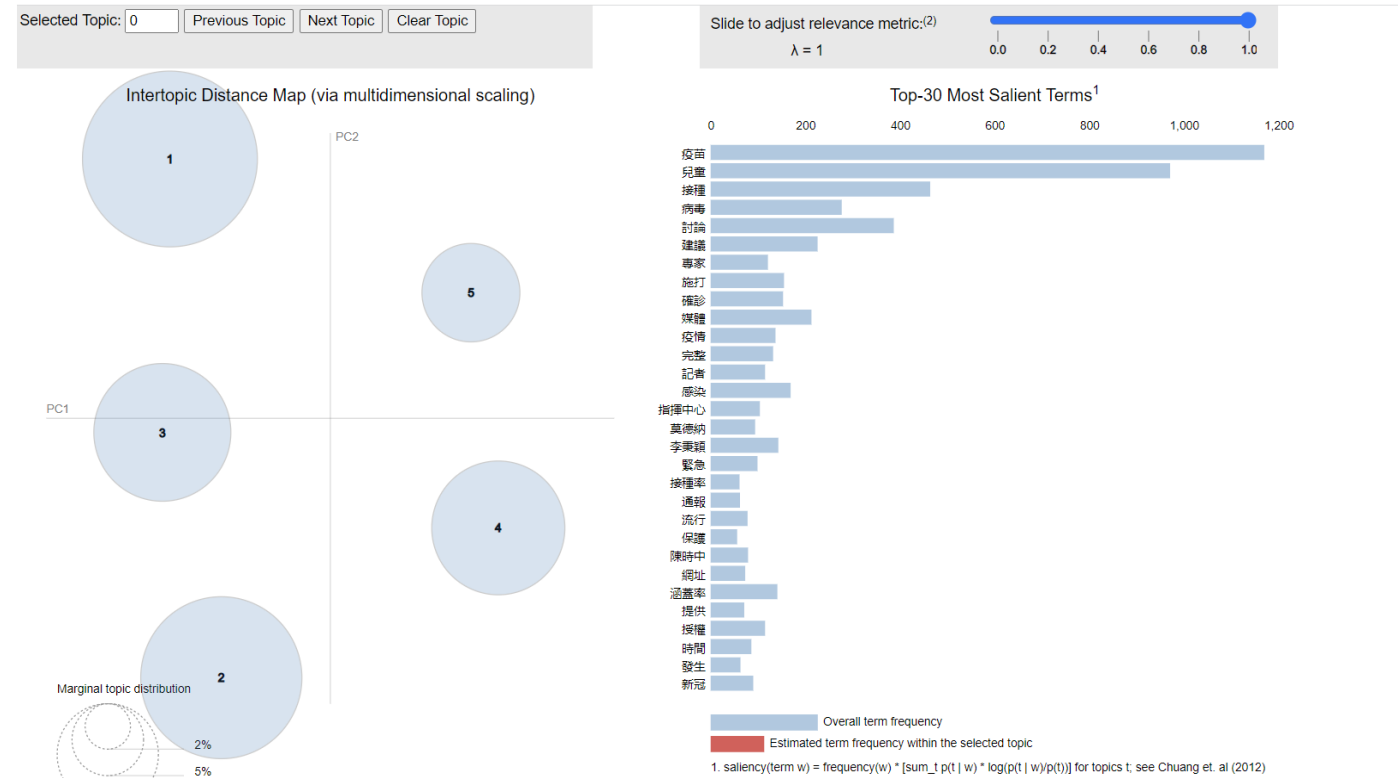 Selected Topic: 0 Previous Topic Next Topic Clear Topic
Slide to adjust relevance metric:(2)
λ = 1
0.0 0.2 0.4 0.6 0.8 1.0
Intertopic Distance Map (via multidimensional scaling)
PC2
PC1
1
5
3
4
2
Marginal topic distribution
2%
5%
Top-30 Most Salient Terms1
0 200 400 600 800 1,000 1,200
疫苗
兒童
接種
病毒
討論
建議
專家
施打
確診
媒體
疫情
完整
記者
感染
指揮中心
莫德納
李秉穎
緊急
接種率
通報
流行
保護
陳時中
網址
涵蓋率
提供
授權
時間
發生
新冠
Overall term frequency
Estimated term frequency within the selected topic
1. saliency(term w) = frequency(w) * [sum_t p(t | w) * log(p(t | w)/p(t))] for topics t; see Chuang et. al (2012)